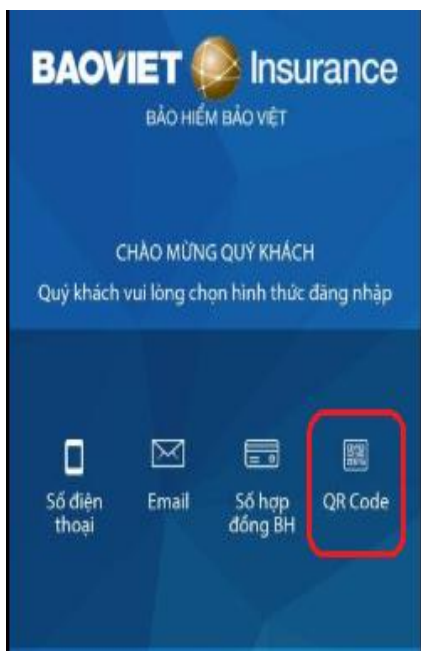 BAOVIET Insurance
BẢO HIỂM BẢO VIỆT
CHÀO MỪNG QUÝ KHÁCH
Quý khách vui lòng chọn hình thức đăng nhập
Số điện thoại
Email
Số hợp đồng BH
QR Code